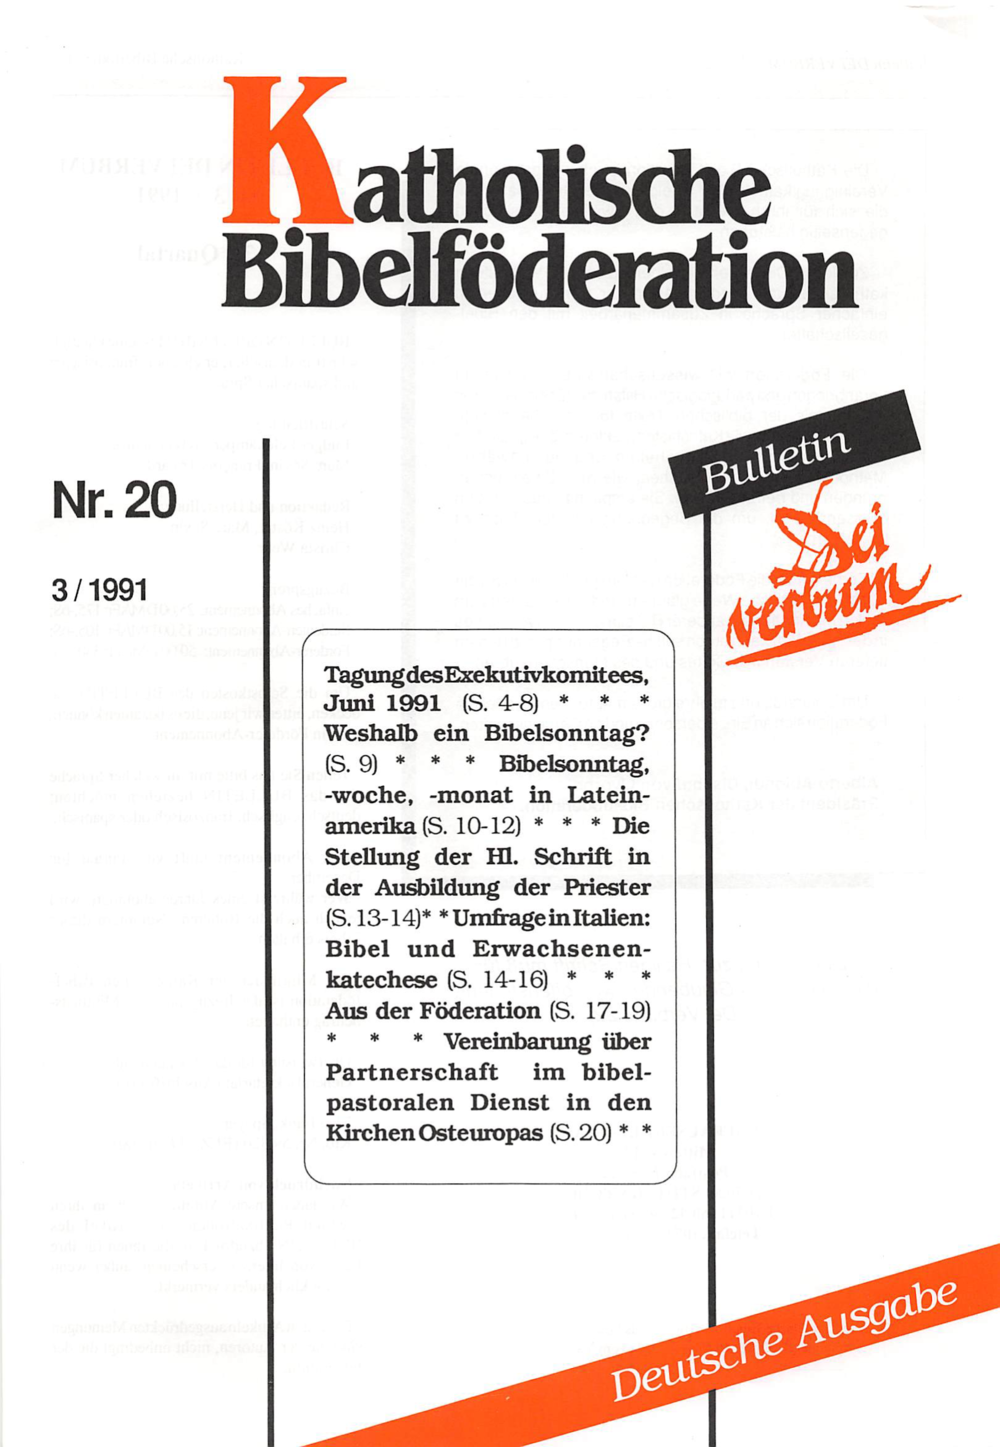 Katholische
Bibelföderation
Bulletin
Dei
verbum
Nr. 20
3 / 1991
Tagung des Exekutivkomitees,
Juni 1991 (S. 4-8) * * *
Weshalb ein Bibelsonntag?
(S. 9) * * * Bibelsonntag,
-woche, -monat in Latein-
amerika (S. 10-12) * * * Die
Stellung der Hl. Schrift in
der Ausbildung der Priester
(S. 13-14)* * Umfrage in Italien:
Bibel und Erwachsenen-
katechese (S. 14-16) * * *
Aus der Föderation (S. 17-19)
* * * Vereinbarung über
Partnerschaft im bibel-
pastoralen Dienst in den
Kirchen Osteuropas (S. 20) * *
Deutsche Ausgabe